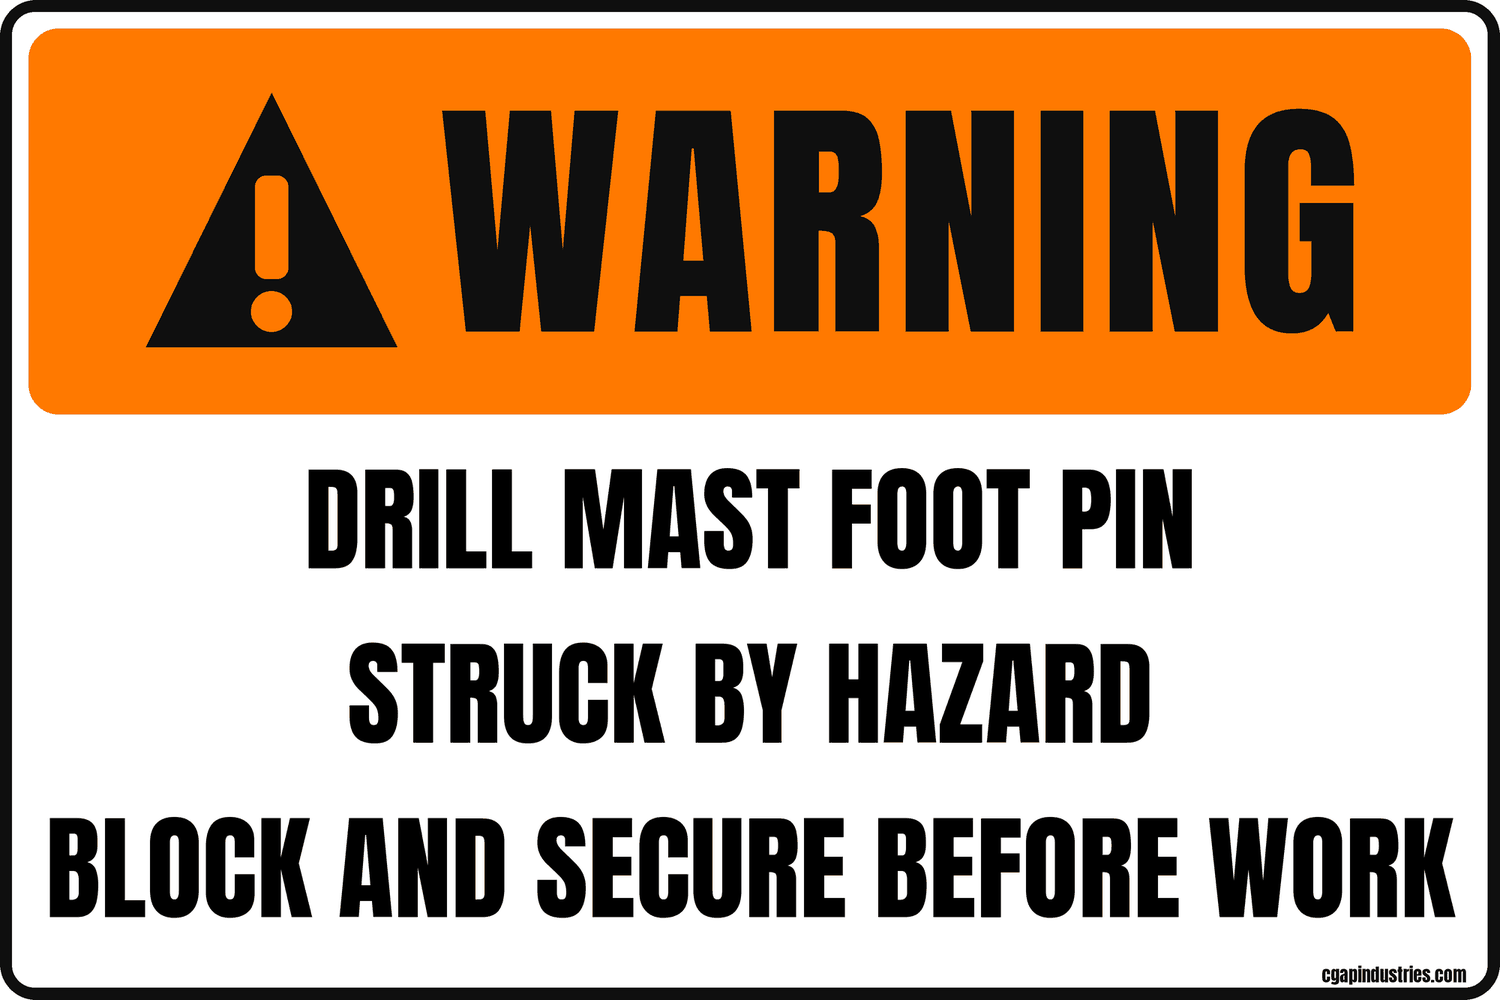 WARNING
DRILL MAST FOOT PIN
STRUCK BY HAZARD
BLOCK AND SECURE BEFORE WORK
cgapindustries.com